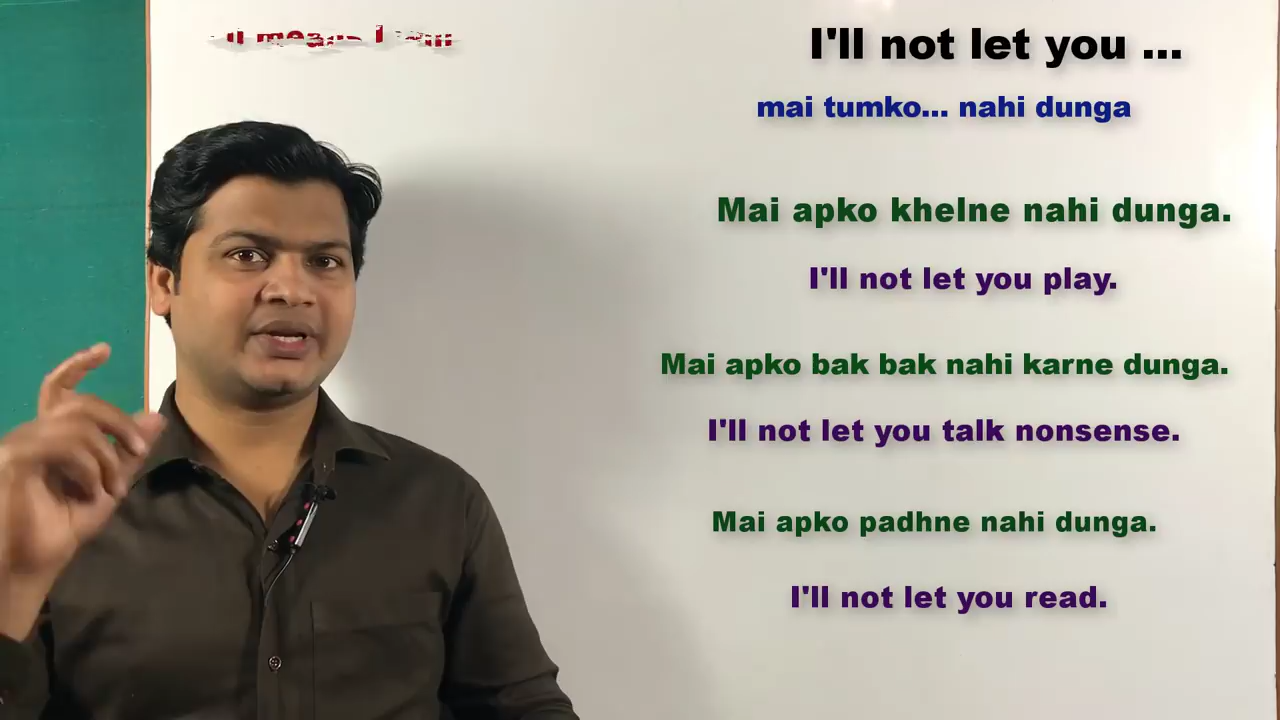 means I
I'll not let you ...
mai tumko... nahi dunga
Mai apko khelne nahi dunga.
I'll not let you play.
Mai apko bak bak nahi karne dunga.
I'll not let you talk nonsense.
Mai apko padhne nahi dunga.
I'll not let you read.